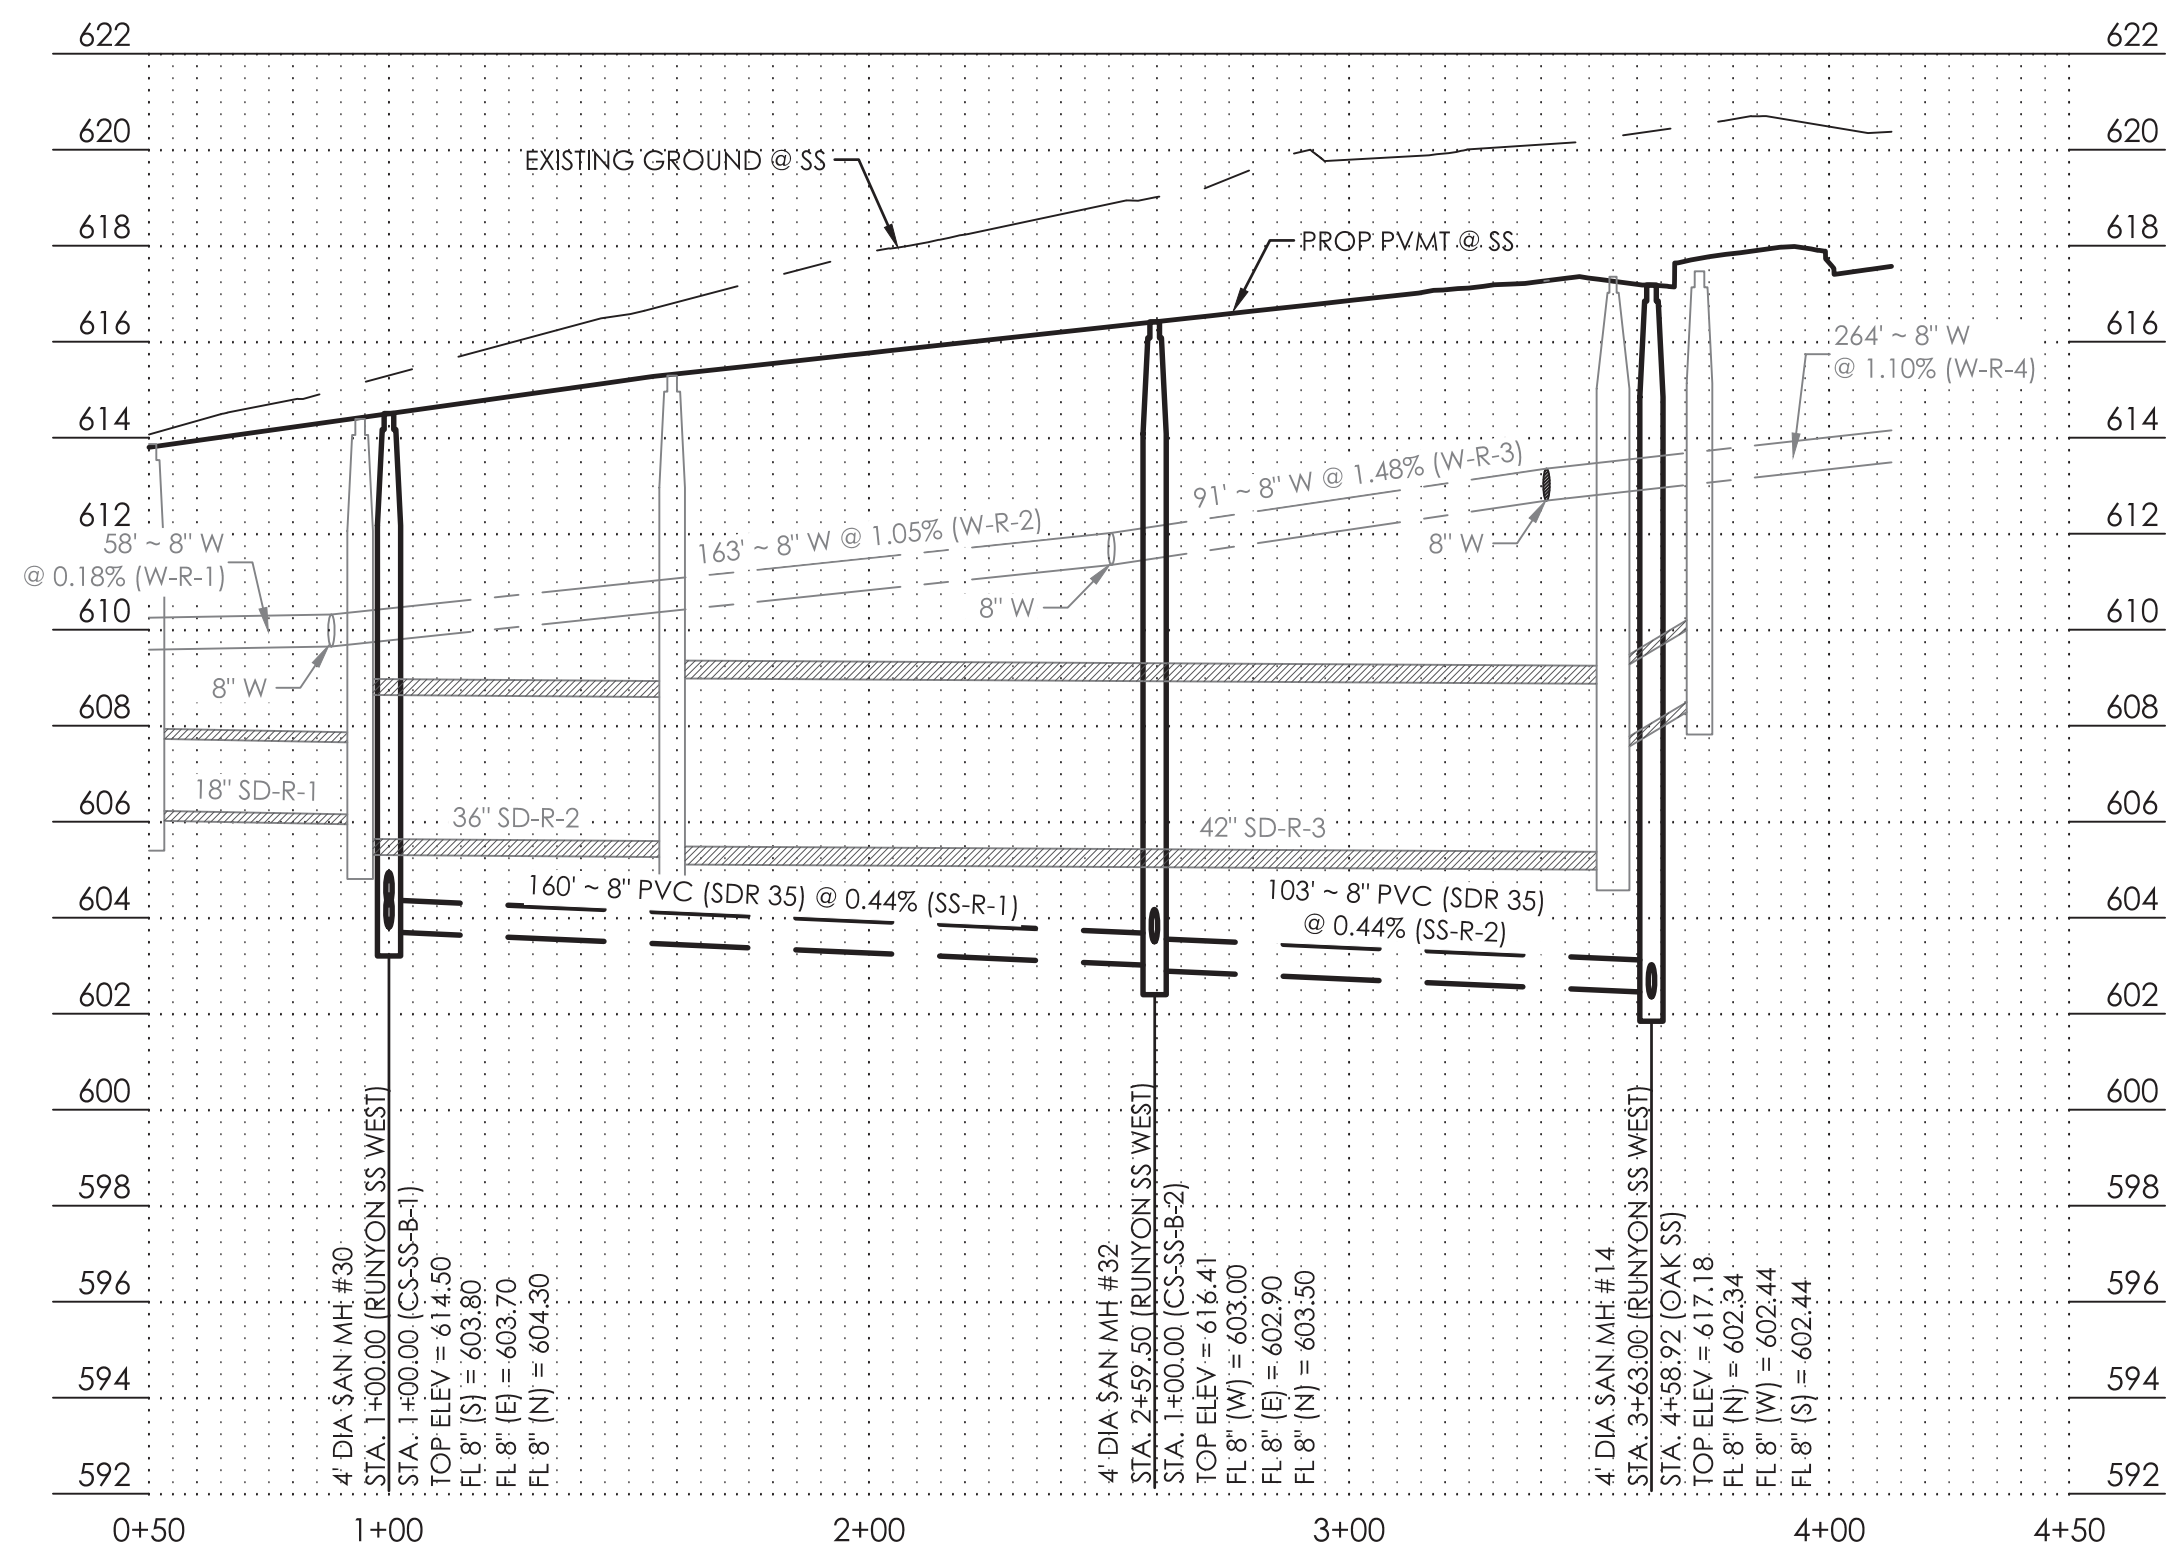 622
622
620
620
EXISTING GROUND @ SS
618
618
PROP PVMT @ SS
616
616
264' ~ 8" W
@ 1.10% (W-R-4)
614
614
91' ~ 8" W @ 1.48% (W-R-3)
612
612
58' ~ 8" W
@ 0.18% (W-R-1)
163' ~ 8" W @ 1.05% (W-R-2)
8" W
610
610
8" W
8" W
608
608
18" SD-R-1
606
606
36" SD-R-2
42" SD-R-3
604
604
160' ~ 8" PVC (SDR 35) @ 0.44% (SS-R-1)
103' ~ 8" PVC (SDR 35)
@ 0.44% (SS-R-2)
602
602
600
600
598
598
596
596
594
594
592
592
4' DIA SAN MH #30
STA. 1+00.00 (RUNYON SS WEST)
STA. 1+00.00 (CS-SS-B-1)
TOP ELEV = 614.50
FL 8" (S) = 603.80
FL 8" (E) = 603.70
FL 8" (N) = 604.30
4' DIA SAN MH #32
STA. 2+59.50 (RUNYON SS WEST)
STA. 1+00.00 (CS-SS-B-2)
TOP ELEV = 616.41
FL 8" (W) = 603.00
FL 8" (E) = 602.90
FL 8" (N) = 603.50
4' DIA SAN MH #14
STA. 3+63.00 (RUNYON SS WEST)
STA. 4+58.92 (OAK SS)
TOP ELEV = 617.18
FL 8" (N) = 602.34
FL 8" (W) = 602.44
FL 8" (S) = 602.44
0+50
1+00
2+00
3+00
4+00
4+50